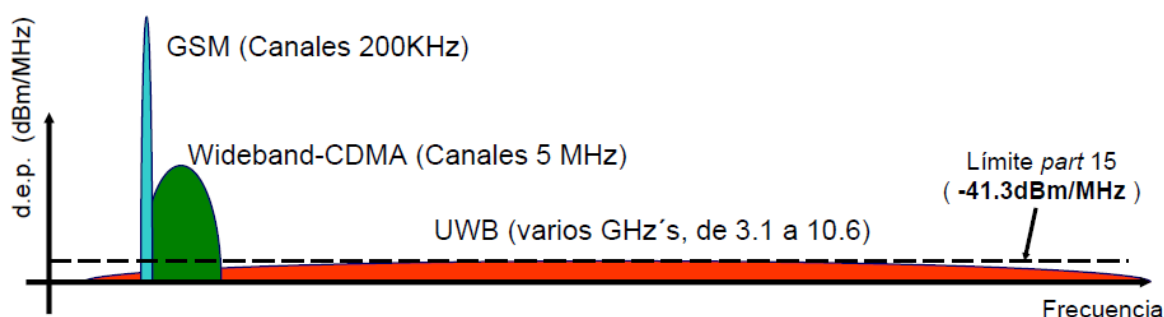 GSM (Canales 200KHz)
d.e.p. (dBm/MHz)
Wideband-CDMA (Canales 5 MHz)
Límite part 15
( -41.3dBm/MHz )
UWB (varios GHz´s, de 3.1 a 10.6)
Frecuencia